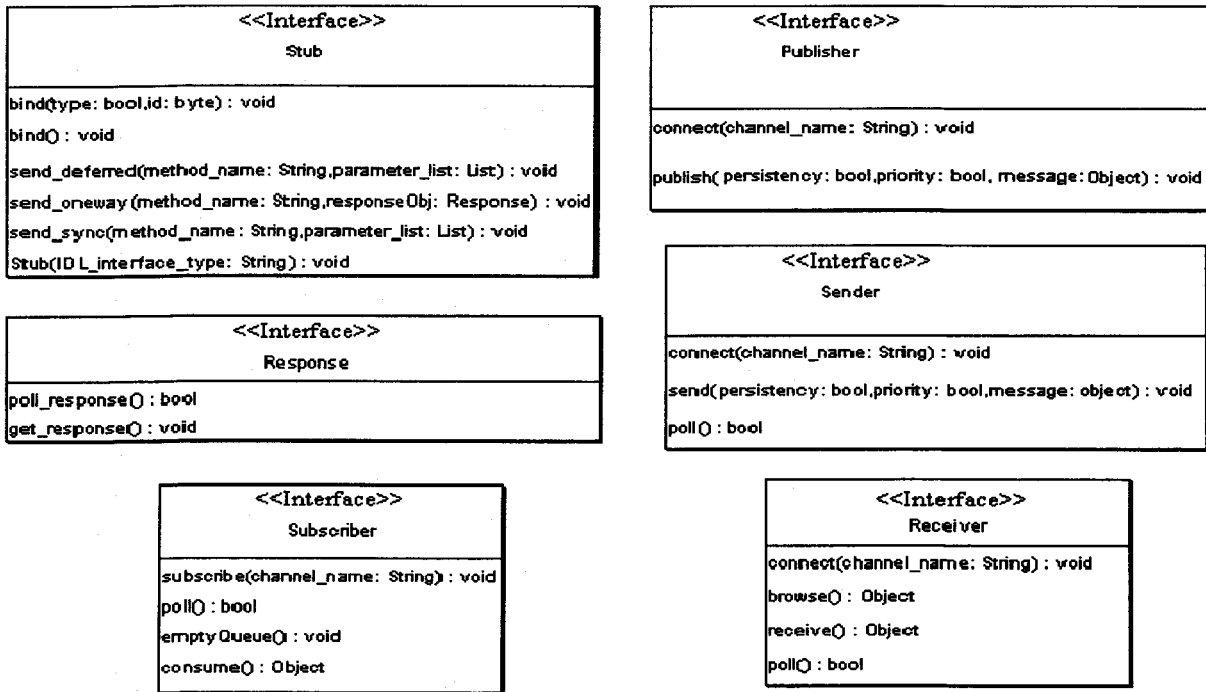 <<Interface>>
Stub
bind(type: bool,id: byte) : void
bind() : void
send_deferred(method_name: String,parameter_list: List) : void
send_oneway(method_name: String,responseObj: Response) : void
send_sync(method_name: String,parameter_list: List) : void
Stub(IDL_interface_type: String) : void
<<Interface>>
Response
poll_response() : bool
get_response() : void
<<Interface>>
Subscriber
subscribe(channel_name: String) : void
poll() : bool
emptyQueue() : void
consume() : Object
<<Interface>>
Publisher
connect(channel_name: String) : void
publish( persistency: bool,priority: bool, message: Object) : void
<<Interface>>
Sender
connect(channel_name: String) : void
send(persistency: bool,priority: bool,message: object) : void
poll() : bool
<<Interface>>
Receiver
connect(channel_name: String) : void
browse() : Object
receive() : Object
poll() : bool